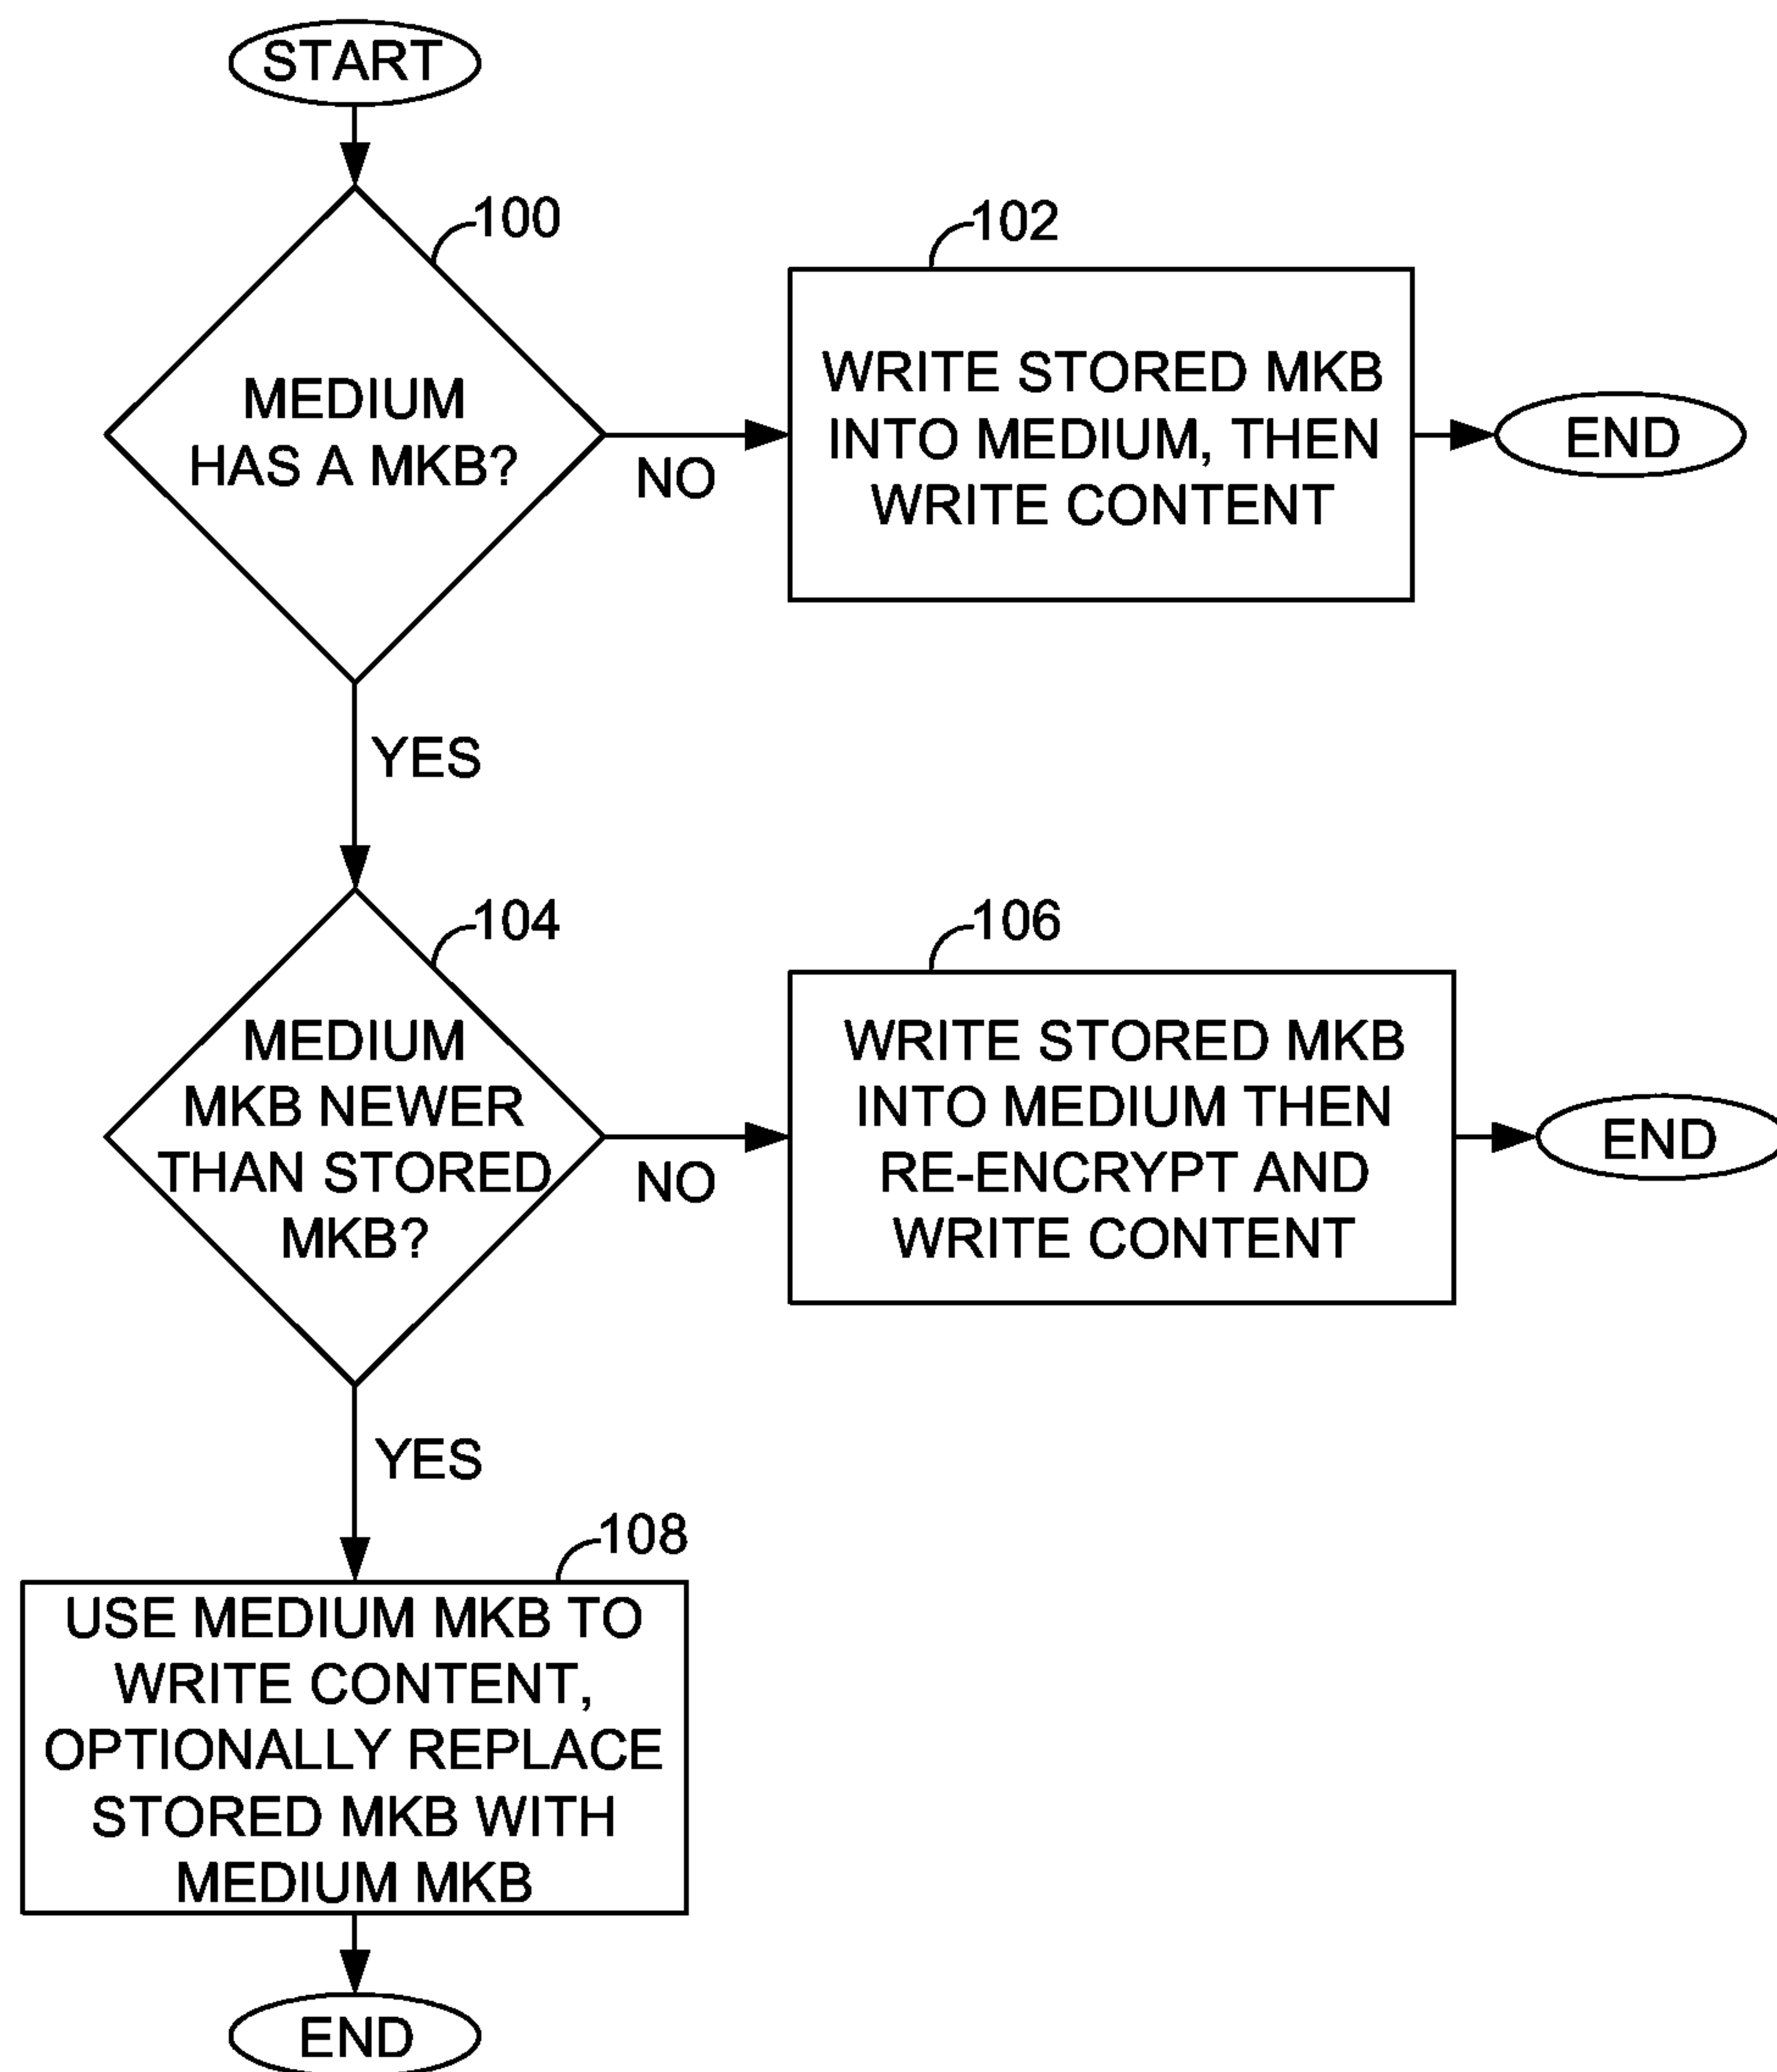 START
100
MEDIUM
HAS A MKB?
NO
102
WRITE STORED MKB
INTO MEDIUM, THEN
WRITE CONTENT
END
YES
104
MEDIUM
MKB NEWER
THAN STORED
MKB?
NO
106
WRITE STORED MKB
INTO MEDIUM THEN
RE-ENCRYPT AND
WRITE CONTENT
END
YES
108
USE MEDIUM MKB TO
WRITE CONTENT,
OPTIONALLY REPLACE
STORED MKB WITH
MEDIUM MKB
END